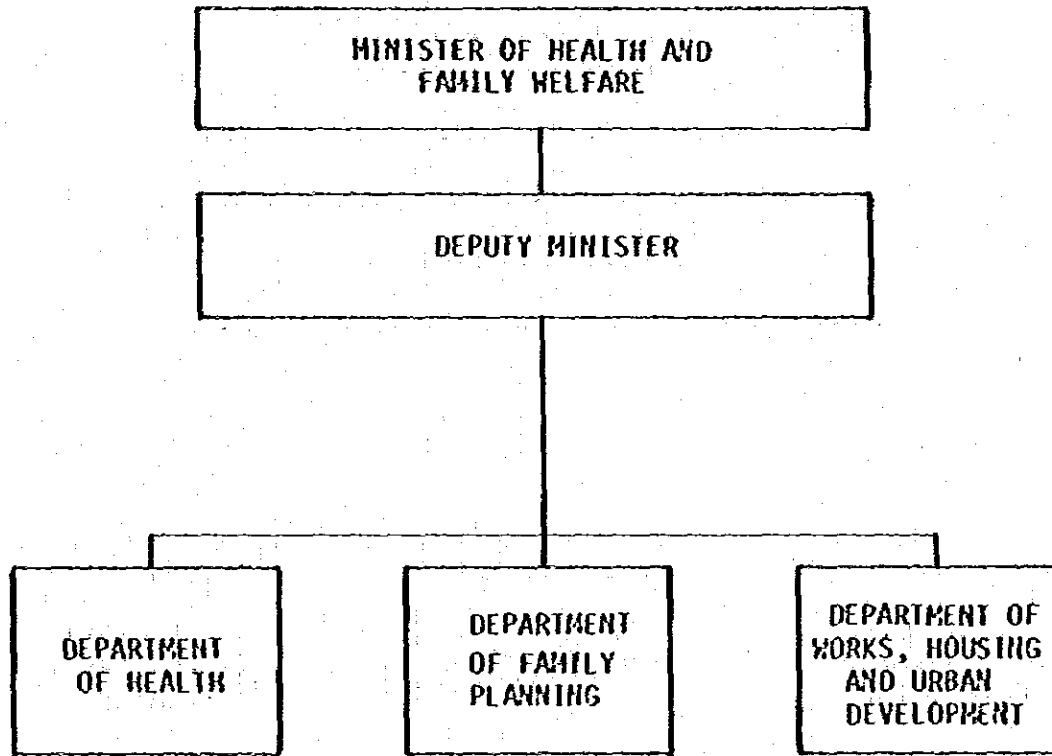 MINISTER OF HEALTH AND
FAMILY WELFARE
DEPUTY MINISTER
DEPARTMENT
OF HEALTH
DEPARTMENT
OF FAMILY
PLANNING
DEPARTMENT OF
WORKS, HOUSING
AND URBAN
DEVELOPMENT